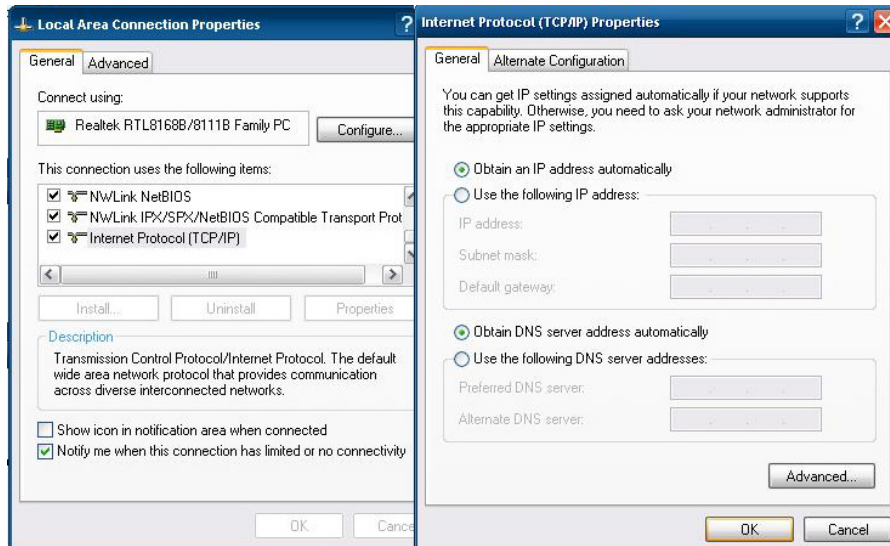 Local Area Connection Properties
?
General
Advanced
Connect using:
Realtek RTL8168B/8111B Family PC
Configure...
This connection uses the following items:
NWLink NetBIOS
NWLink IPX/SPX/NetBIOS Compatible Transport Prot
Internet Protocol (TCP/IP)
Install...
Uninstall
Properties
Description
Transmission Control Protocol/Internet Protocol. The default
wide area network protocol that provides communication
across diverse interconnected networks.
Show icon in notification area when connected
Notify me when this connection has limited or no connectivity
OK
Cance
Internet Protocol (TCP/IP) Properties
?
General
Alternate Configuration
You can get IP settings assigned automatically if your network supports
this capability. Otherwise, you need to ask your network administrator for
the appropriate IP settings.
Obtain an IP address automatically
Use the following IP address:
IP address:
Subnet mask:
Default gateway:
Obtain DNS server address automatically
Use the following DNS server addresses:
Preferred DNS server:
Alternate DNS server:
Advanced...
OK
Cancel